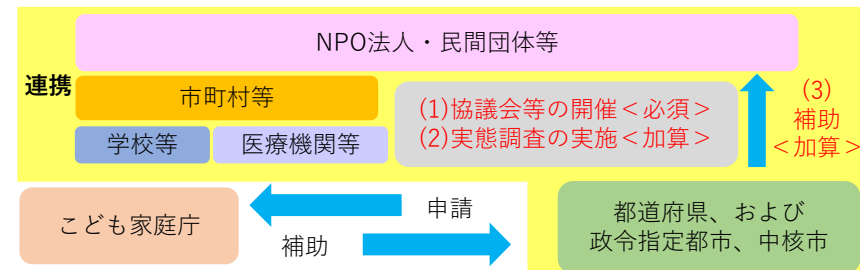 NPO法人・民間団体等
連携
市町村等
学校等
医療機関等
(1)協議会等の開催＜必須＞
(2)実態調査の実施＜加算＞
(3)
補助
＜加算＞
こども家庭庁
申請
補助
都道府県、および
政令指定都市、中核市